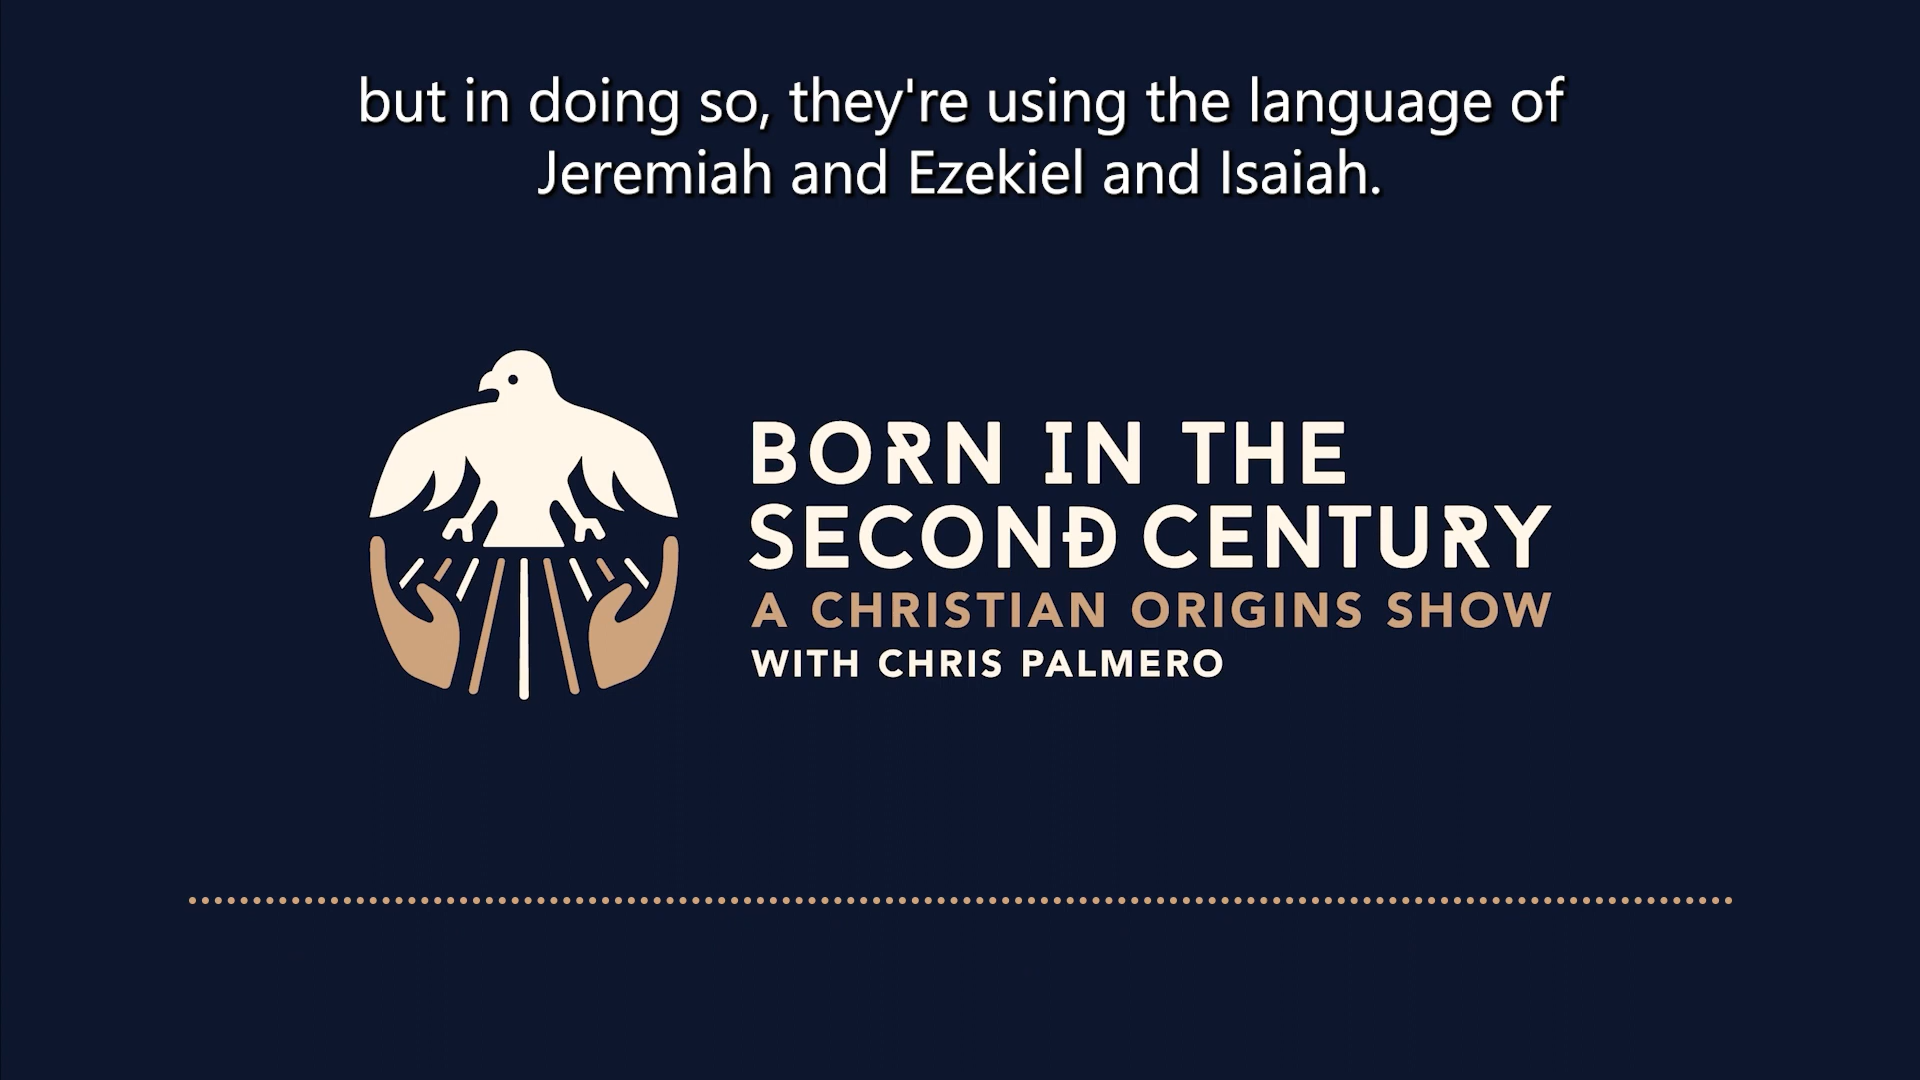 but in doing so, they're using the language of
Jeremiah and Ezekiel and Isaiah.
BORN IN THE
SECOND CENTURY
A CHRISTIAN ORIGINS SHOW
WITH CHRIS PALMERO